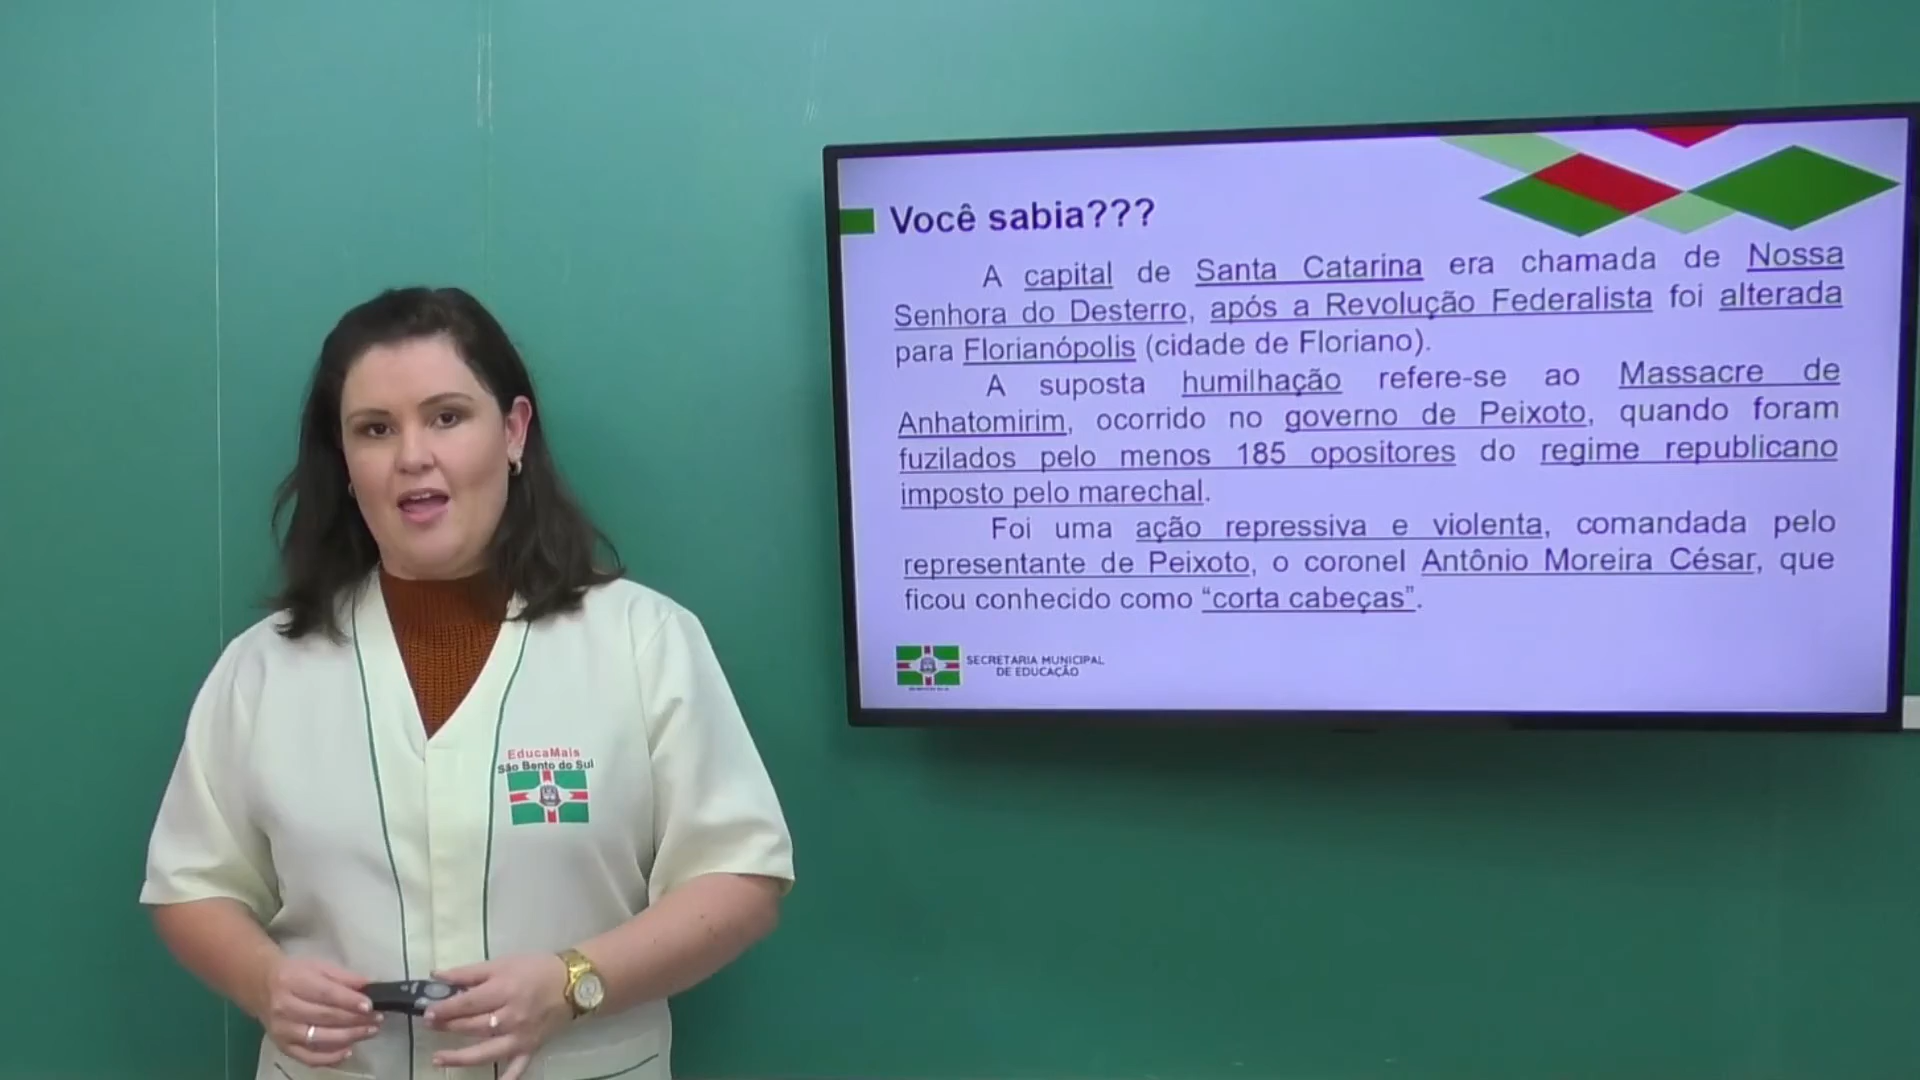 Você sabia???
A capital de Santa Catarina era chamada de Nossa
Senhora do Desterro, após a Revolução Federalista foi alterada
para Florianópolis (cidade de Floriano).
A suposta humilhação refere-se ao Massacre de
Anhatomirim, ocorrido no governo de Peixoto, quando foram
fuzilados pelo menos 185 opositores do regime republicano
imposto pelo marechal.
Foi uma ação repressiva e violenta, comandada pelo
representante de Peixoto, o coronel Antônio Moreira César, que
ficou conhecido como “corta cabeças”.
SECRETARIA MUNICIPAL
DE EDUCAÇÃO
EducaMais
São Bento do Sul